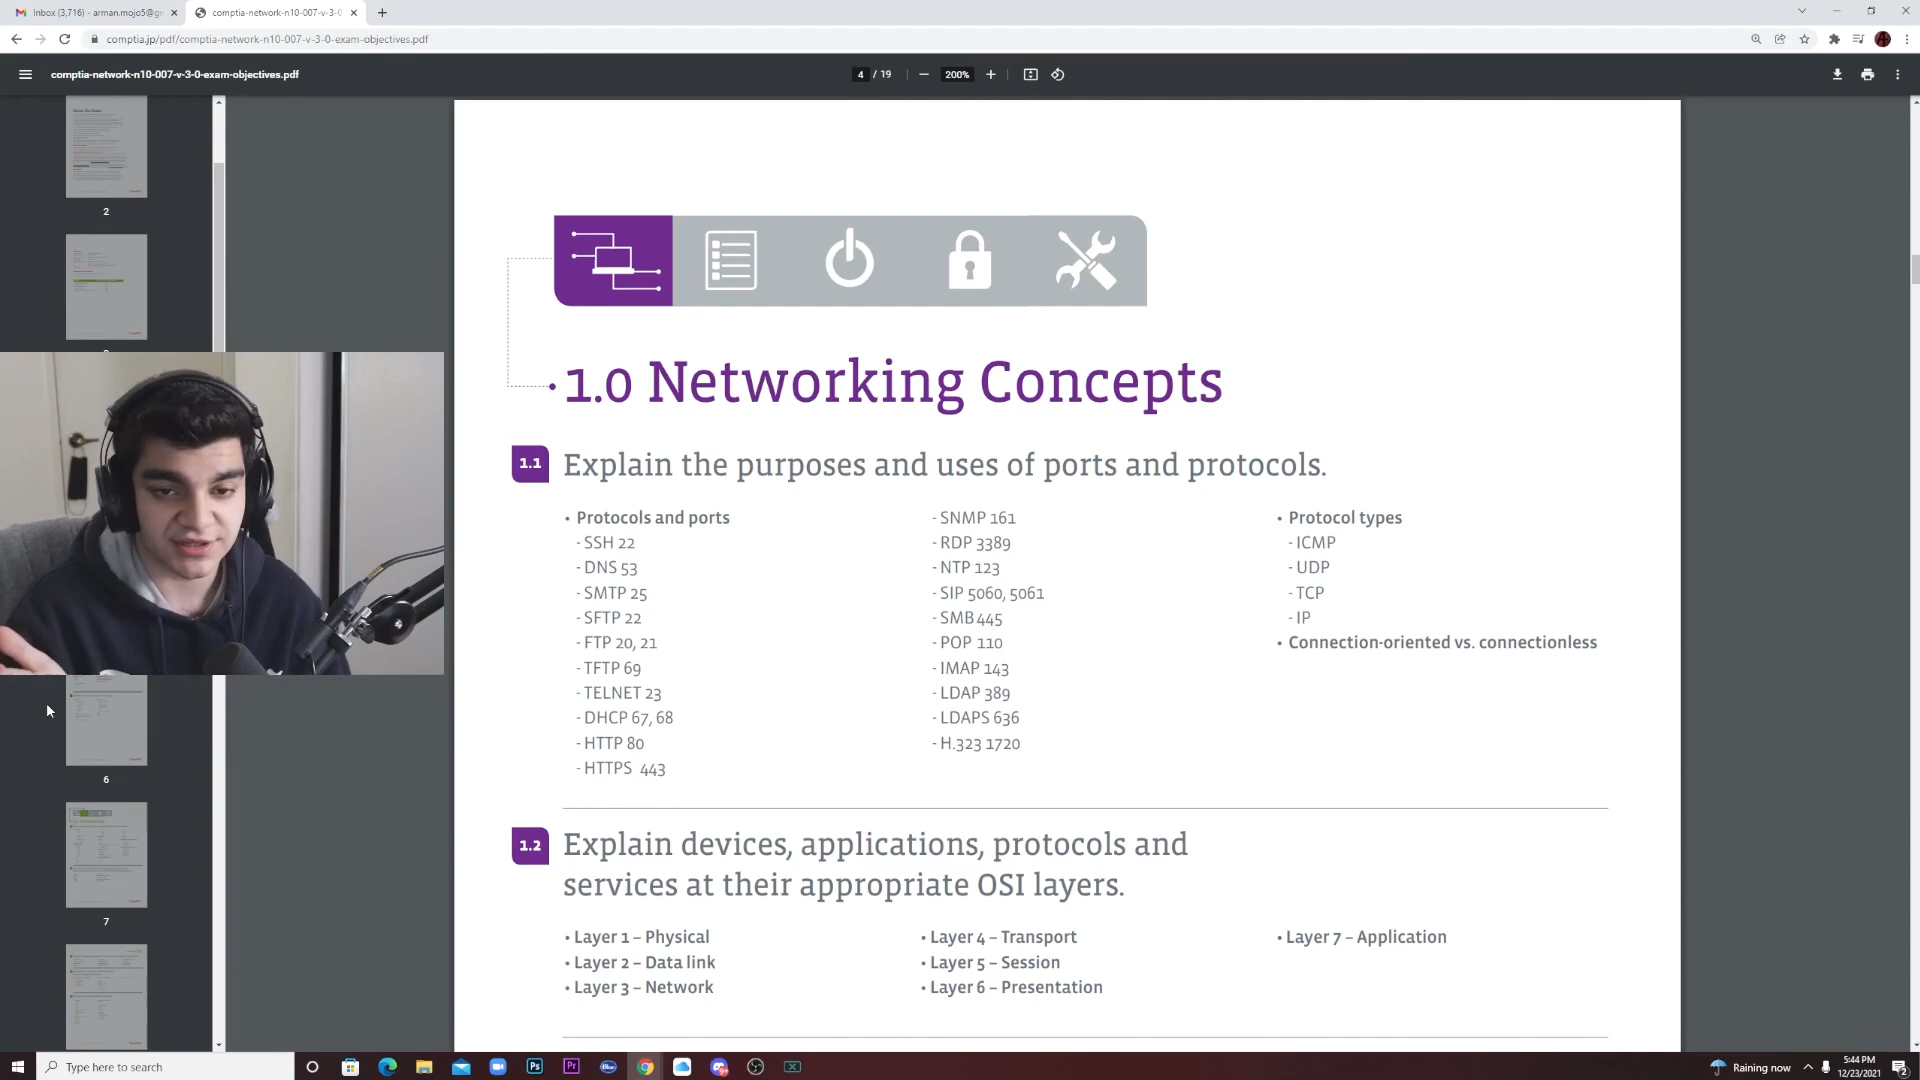 Inbox (3,716) - arman.mojo5@gm
comptia-network-n10-007-v-3-0
comptia.jp/pdf/comptia-network-n10-007-v-3-0-exam-objectives.pdf
comptia-network-n10-007-v-3-0-exam-objectives.pdf
4 / 19
200%
2
6
7
1.0 Networking Concepts
1.1 Explain the purposes and uses of ports and protocols.
• Protocols and ports
- SSH 22
- DNS 53
- SMTP 25
- SFTP 22
- FTP 20, 21
- TFTP 69
- TELNET 23
- DHCP 67, 68
- HTTP 80
- HTTPS 443
- SNMP 161
- RDP 3389
- NTP 123
- SIP 5060, 5061
- SMB 445
- POP 110
- IMAP 143
- LDAP 389
- LDAPS 636
- H.323 1720
• Protocol types
- ICMP
- UDP
- TCP
- IP
• Connection-oriented vs. connectionless
1.2 Explain devices, applications, protocols and
services at their appropriate OSI layers.
• Layer 1 – Physical
• Layer 2 – Data link
• Layer 3 – Network
• Layer 4 – Transport
• Layer 5 – Session
• Layer 6 – Presentation
• Layer 7 – Application
Type here to search
Ps
Pr
Blue
Raining now
5:44 PM
12/23/2021
2